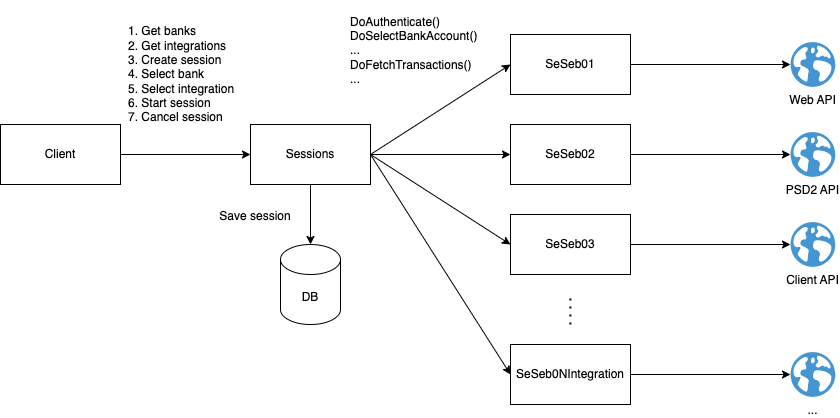 1. Get banks
2. Get integrations
3. Create session
4. Select bank
5. Select integration
6. Start session
7. Cancel session
DoAuthenticate()
DoSelectBankAccount()
...
DoFetchTransactions()
...
Client
Sessions
Save session
DB
SeSeb01
Web API
SeSeb02
PSD2 API
SeSeb03
Client API
SeSeb0NIntegration
...